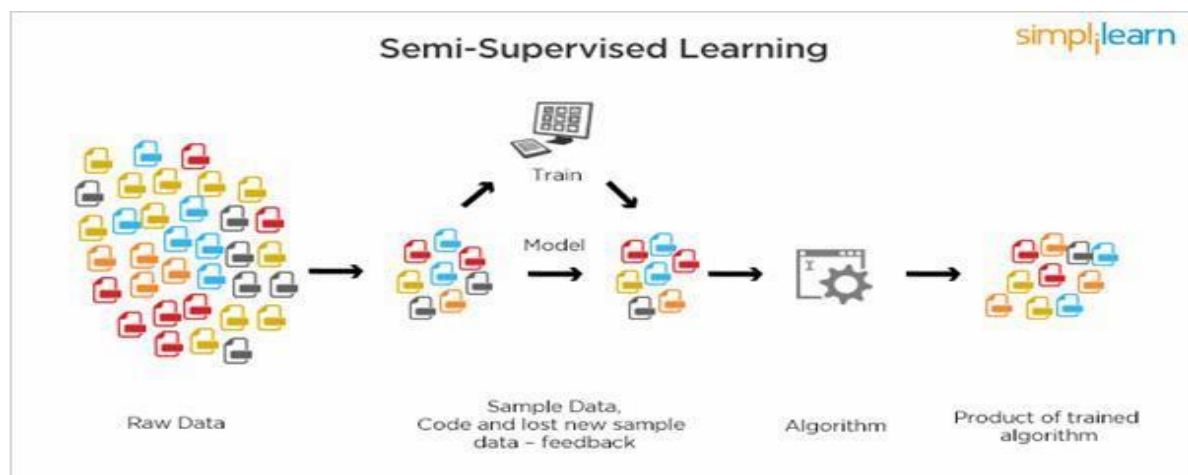 Semi-Supervised Learning
simplilearn
Train
Model
Raw Data
Sample Data,
Code and lost new sample
data – feedback
Algorithm
Product of trained
algorithm